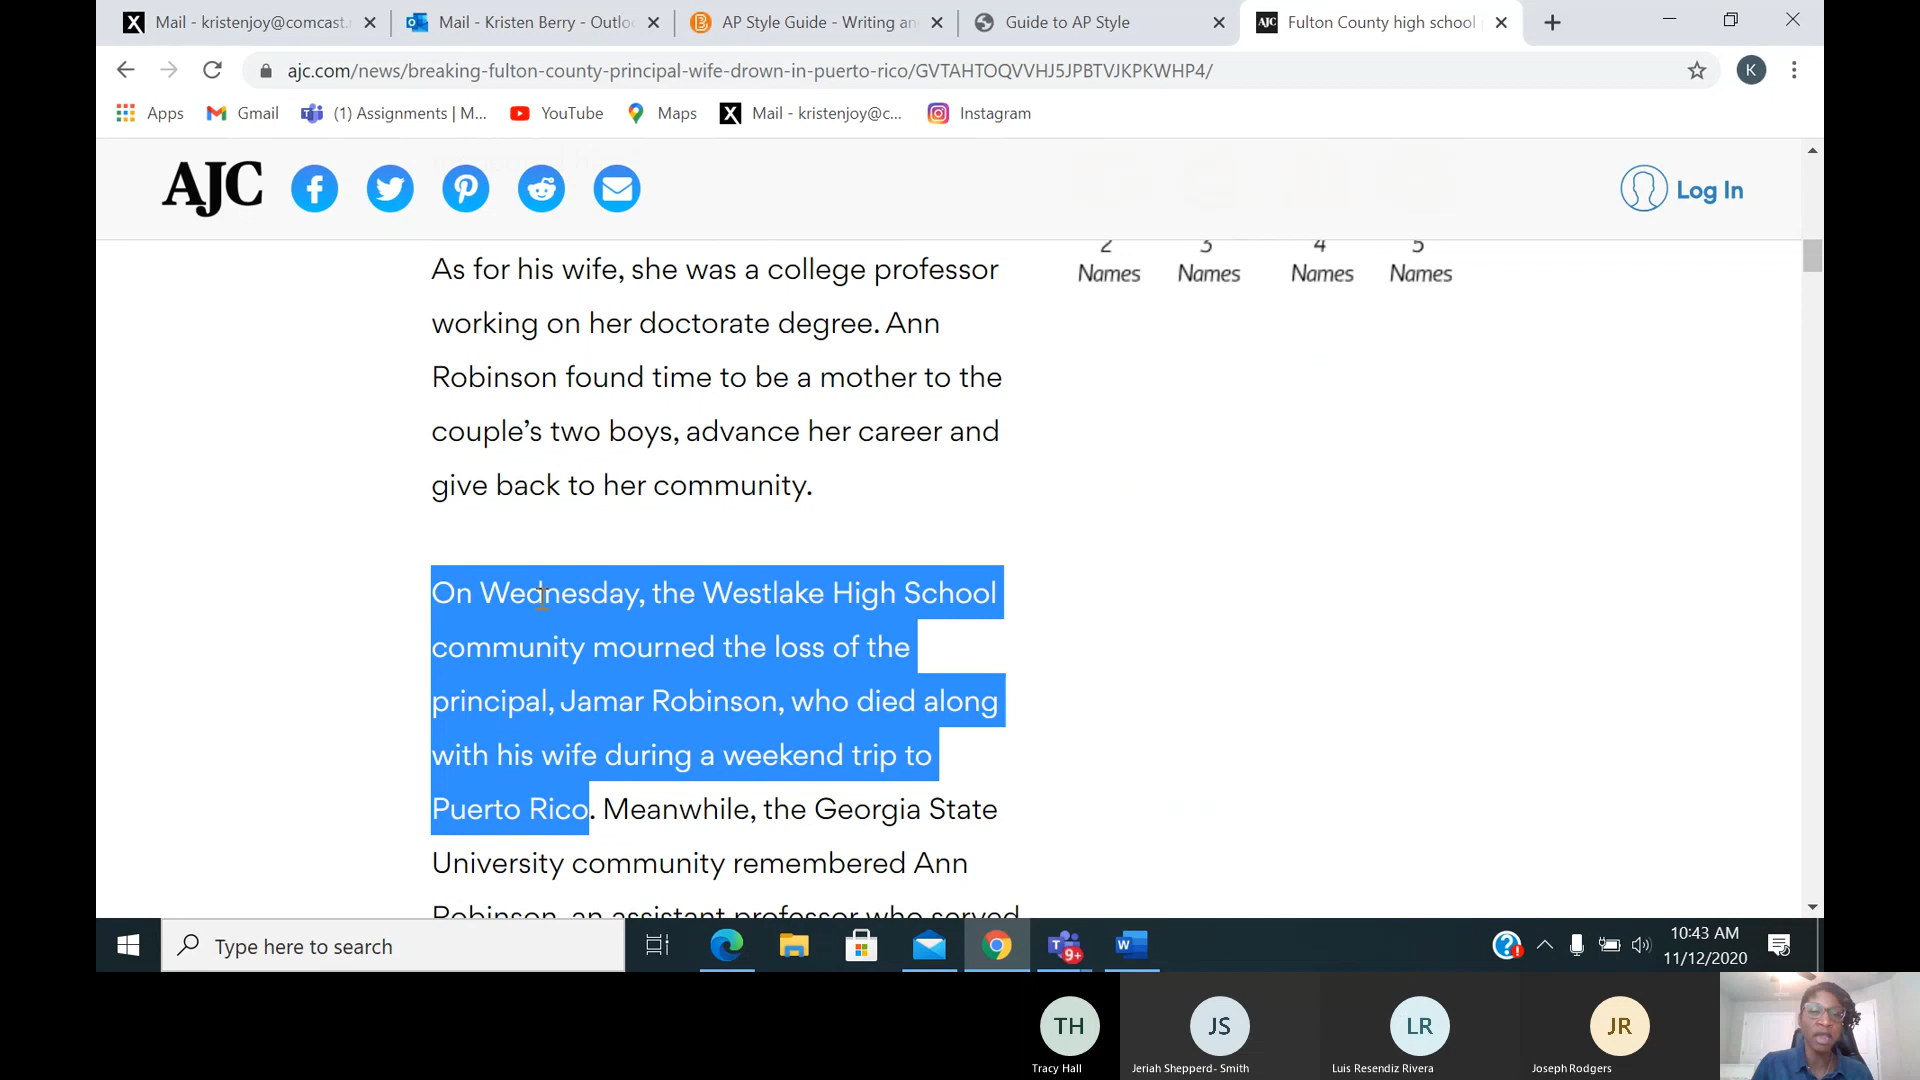 Mail - kristenjoy@comcast.
Mail - Kristen Berry - Outlo
AP Style Guide - Writing an
Guide to AP Style
Fulton County high school
ajc.com/news/breaking-fulton-county-principal-wife-drown-in-puerto-rico/GVTAHTOQVVHJ5JPBTVJKPKWHP4/
K
Apps
Gmail
(1) Assignments | M...
YouTube
Maps
Mail - kristenjoy@c...
Instagram
AJC
Log In
2 3 4 5
Names Names Names Names
As for his wife, she was a college professor
working on her doctorate degree. Ann
Robinson found time to be a mother to the
couple’s two boys, advance her career and
give back to her community.
On Wednesday, the Westlake High School
community mourned the loss of the
principal, Jamar Robinson, who died along
with his wife during a weekend trip to
Puerto Rico. Meanwhile, the Georgia State
University community remembered Ann
Robinson, an assistant professor who served
Type here to search
9+
10:43 AM
11/12/2020
TH
Tracy Hall
JS
Jeriah Shepperd- Smith
LR
Luis Resendiz Rivera
JR
Joseph Rodgers